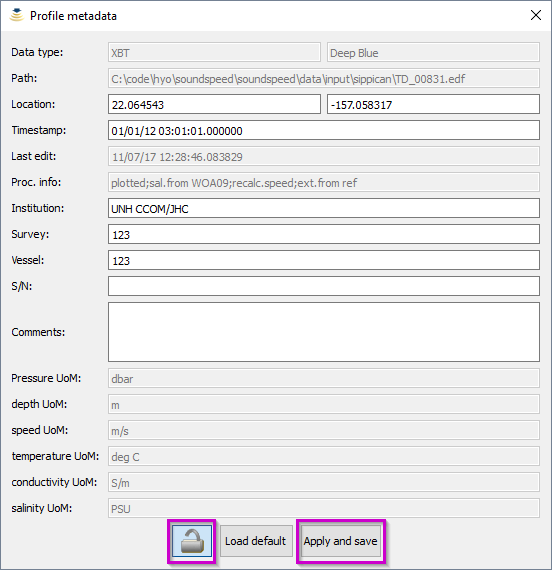 Profile metadata
Data type: XBT Deep Blue
Path: C:\code\hyo\soundspeed\soundspeed\data\input\sippican\TD_00831.edf
Location: 22.064543 -157.058317
Timestamp: 01/01/12 03:01:01.000000
Last edit: 11/07/17 12:28:46.083829
Proc. info: plotted;sal.from WOA09;recalc.speed;ext.from ref
Institution: UNH CCOM/JHC
Survey: 123
Vessel: 123
S/N:
Comments:
Pressure UoM: dbar
depth UoM: m
speed UoM: m/s
temperature UoM: deg C
conductivity UoM: S/m
salinity UoM: PSU
Load default Apply and save